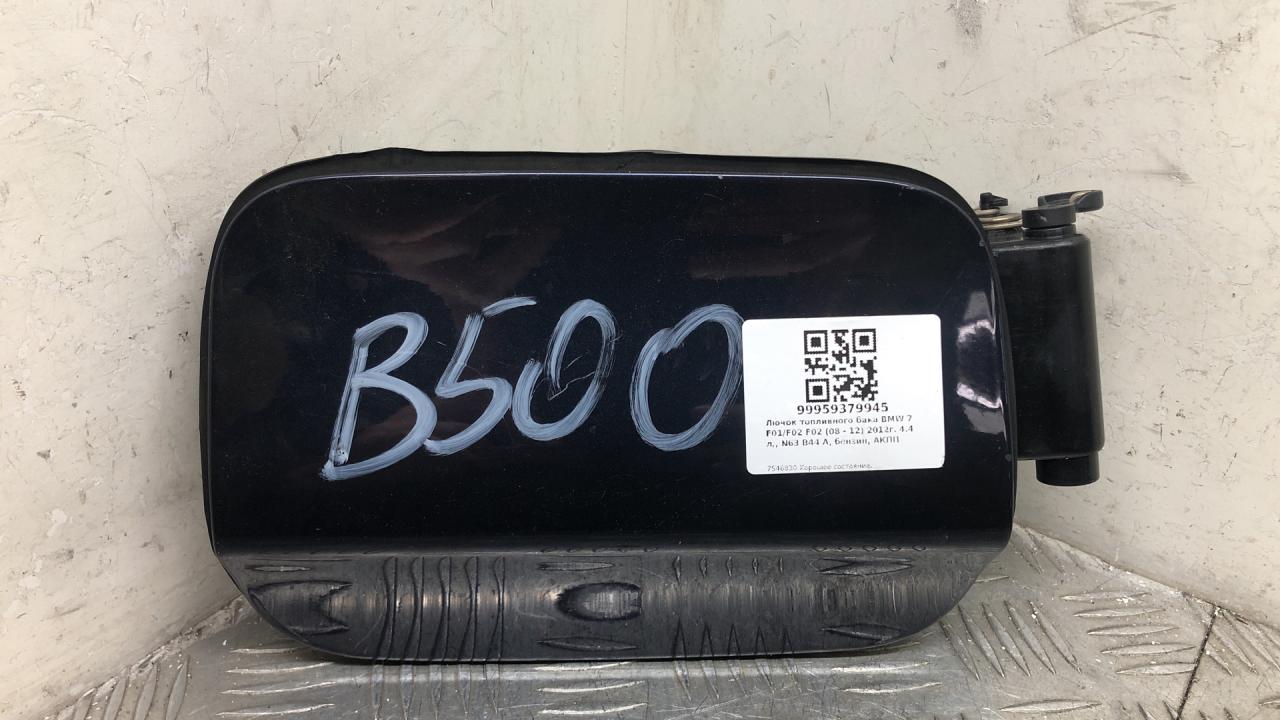 B500
99959379945
Лючок топливного бака BMW 7
F01/F02 F02 (08 - 12) 2012г. 4.4
л., N63 B44 A, бензин, АКПП
7546830 Хорошее состояние.